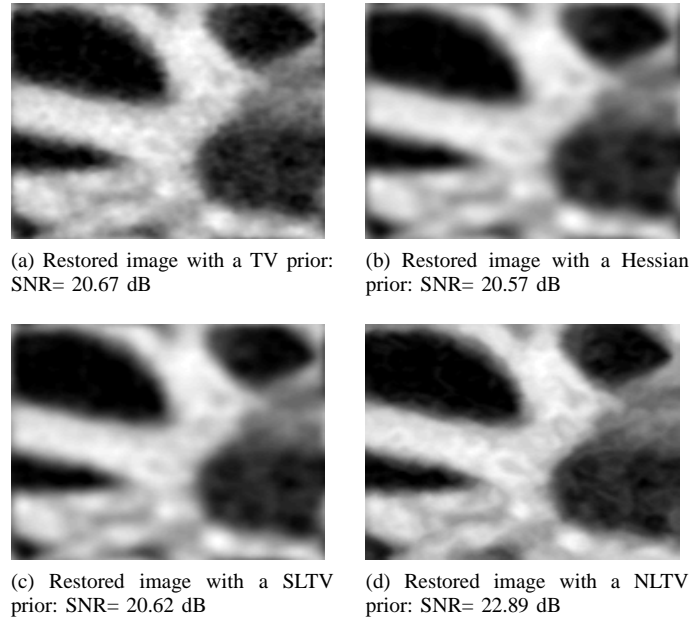 (a) Restored image with a TV prior:
SNR= 20.67 dB
(b) Restored image with a Hessian
prior: SNR= 20.57 dB
(c) Restored image with a SLTV
prior: SNR= 20.62 dB
(d) Restored image with a NLTV
prior: SNR= 22.89 dB